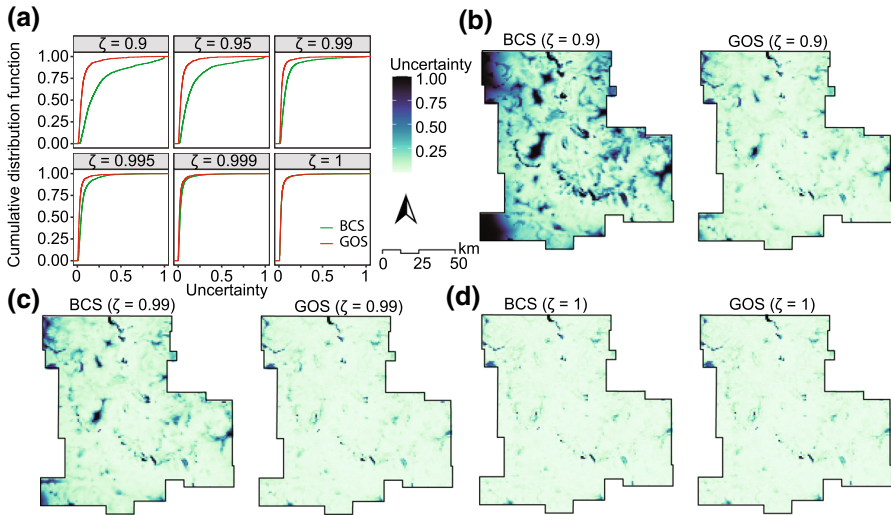 (a)
ζ = 0.9
ζ = 0.95
ζ = 0.99
1.00
0.75
0.50
0.25
0.00
ζ = 0.995
ζ = 0.999
ζ = 1
1.00
0.75
0.50
0.25
0.00
Cumulative distribution function
BCS
GOS
0 0.5 1 0 0.5 1 0 0.5 1
Uncertainty
Uncertainty
1.00
0.75
0.50
0.25
km
0 25 50
(b)
BCS (ζ = 0.9)
GOS (ζ = 0.9)
(c)
BCS (ζ = 0.99)
GOS (ζ = 0.99)
(d)
BCS (ζ = 1)
GOS (ζ = 1)